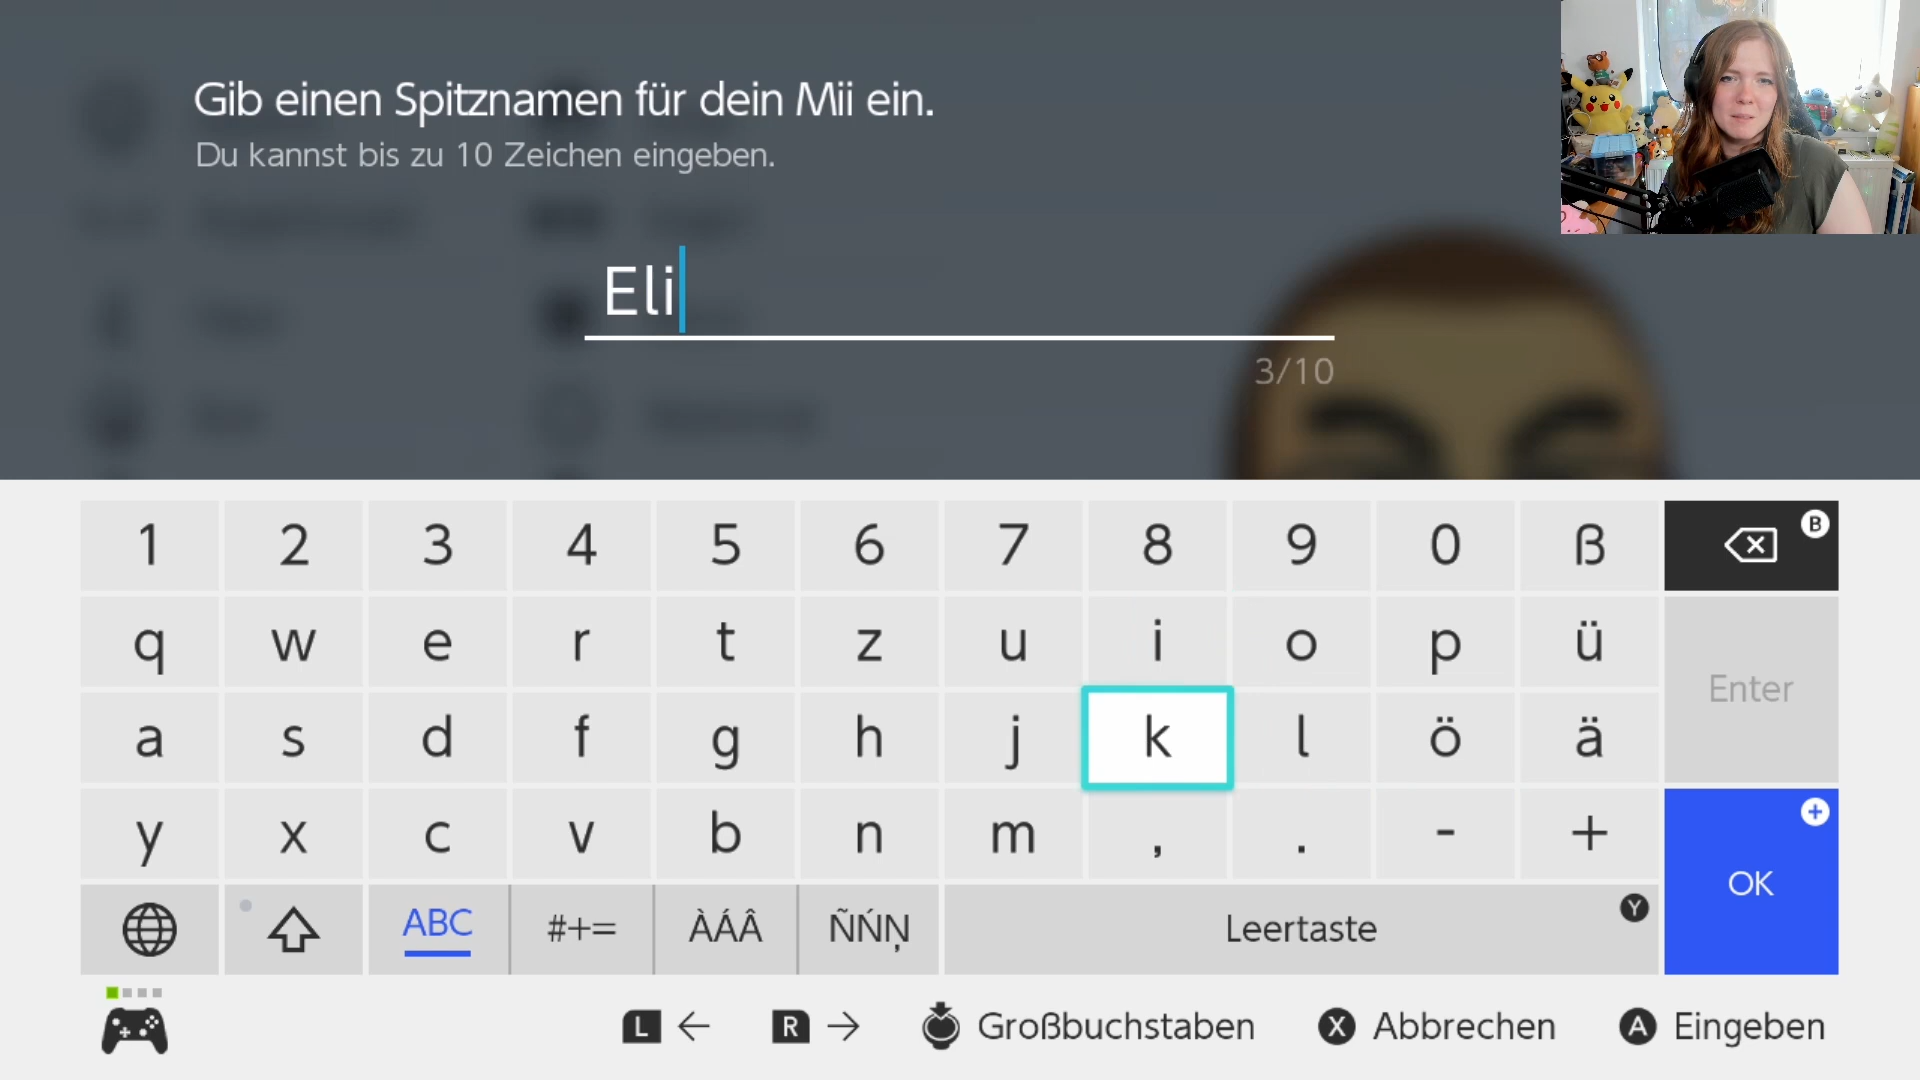 Gib einen Spitznamen für dein Mii ein.
Du kannst bis zu 10 Zeichen eingeben.
Eli
3/10
1 2 3 4 5 6 7 8 9 0 ß B
q w e r t z u i o p ü
Enter
a s d f g h j k l ö ä
y x c v b n m , . - +
OK
ABC #+= ÀÁÂ ÑŃŅ Leertaste Y
L ← R → Großbuchstaben X Abbrechen A Eingeben